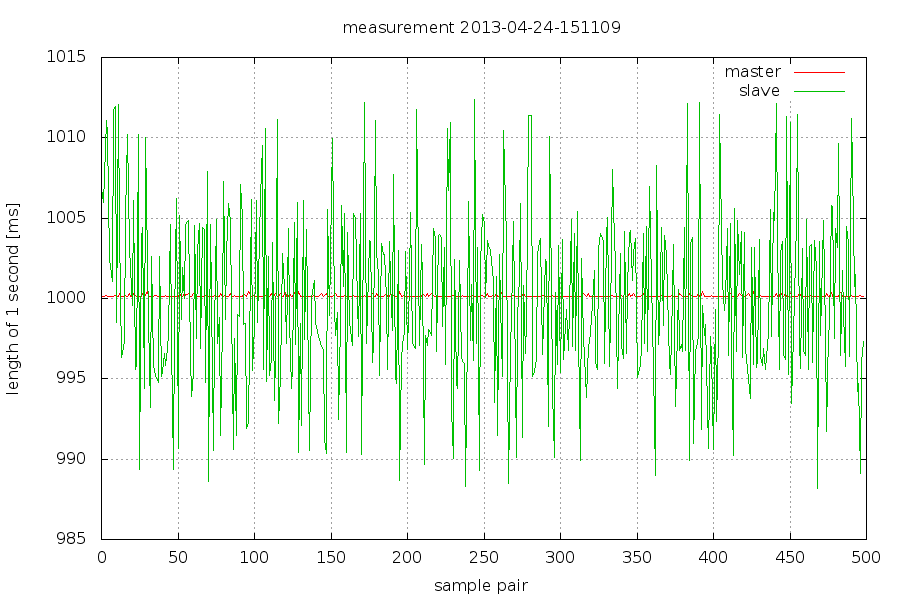 measurement 2013-04-24-151109
1015
master
slave
1010
1005
1000
995
990
985
length of 1 second [ms]
0 50 100 150 200 250 300 350 400 450 500
sample pair